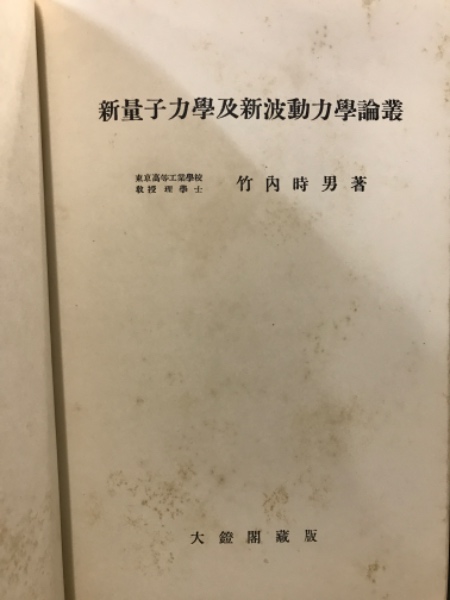 新量子力學及新波動力學論叢
東京高等工業學校
教授 理學士
竹內時男著
大鐙閣藏版